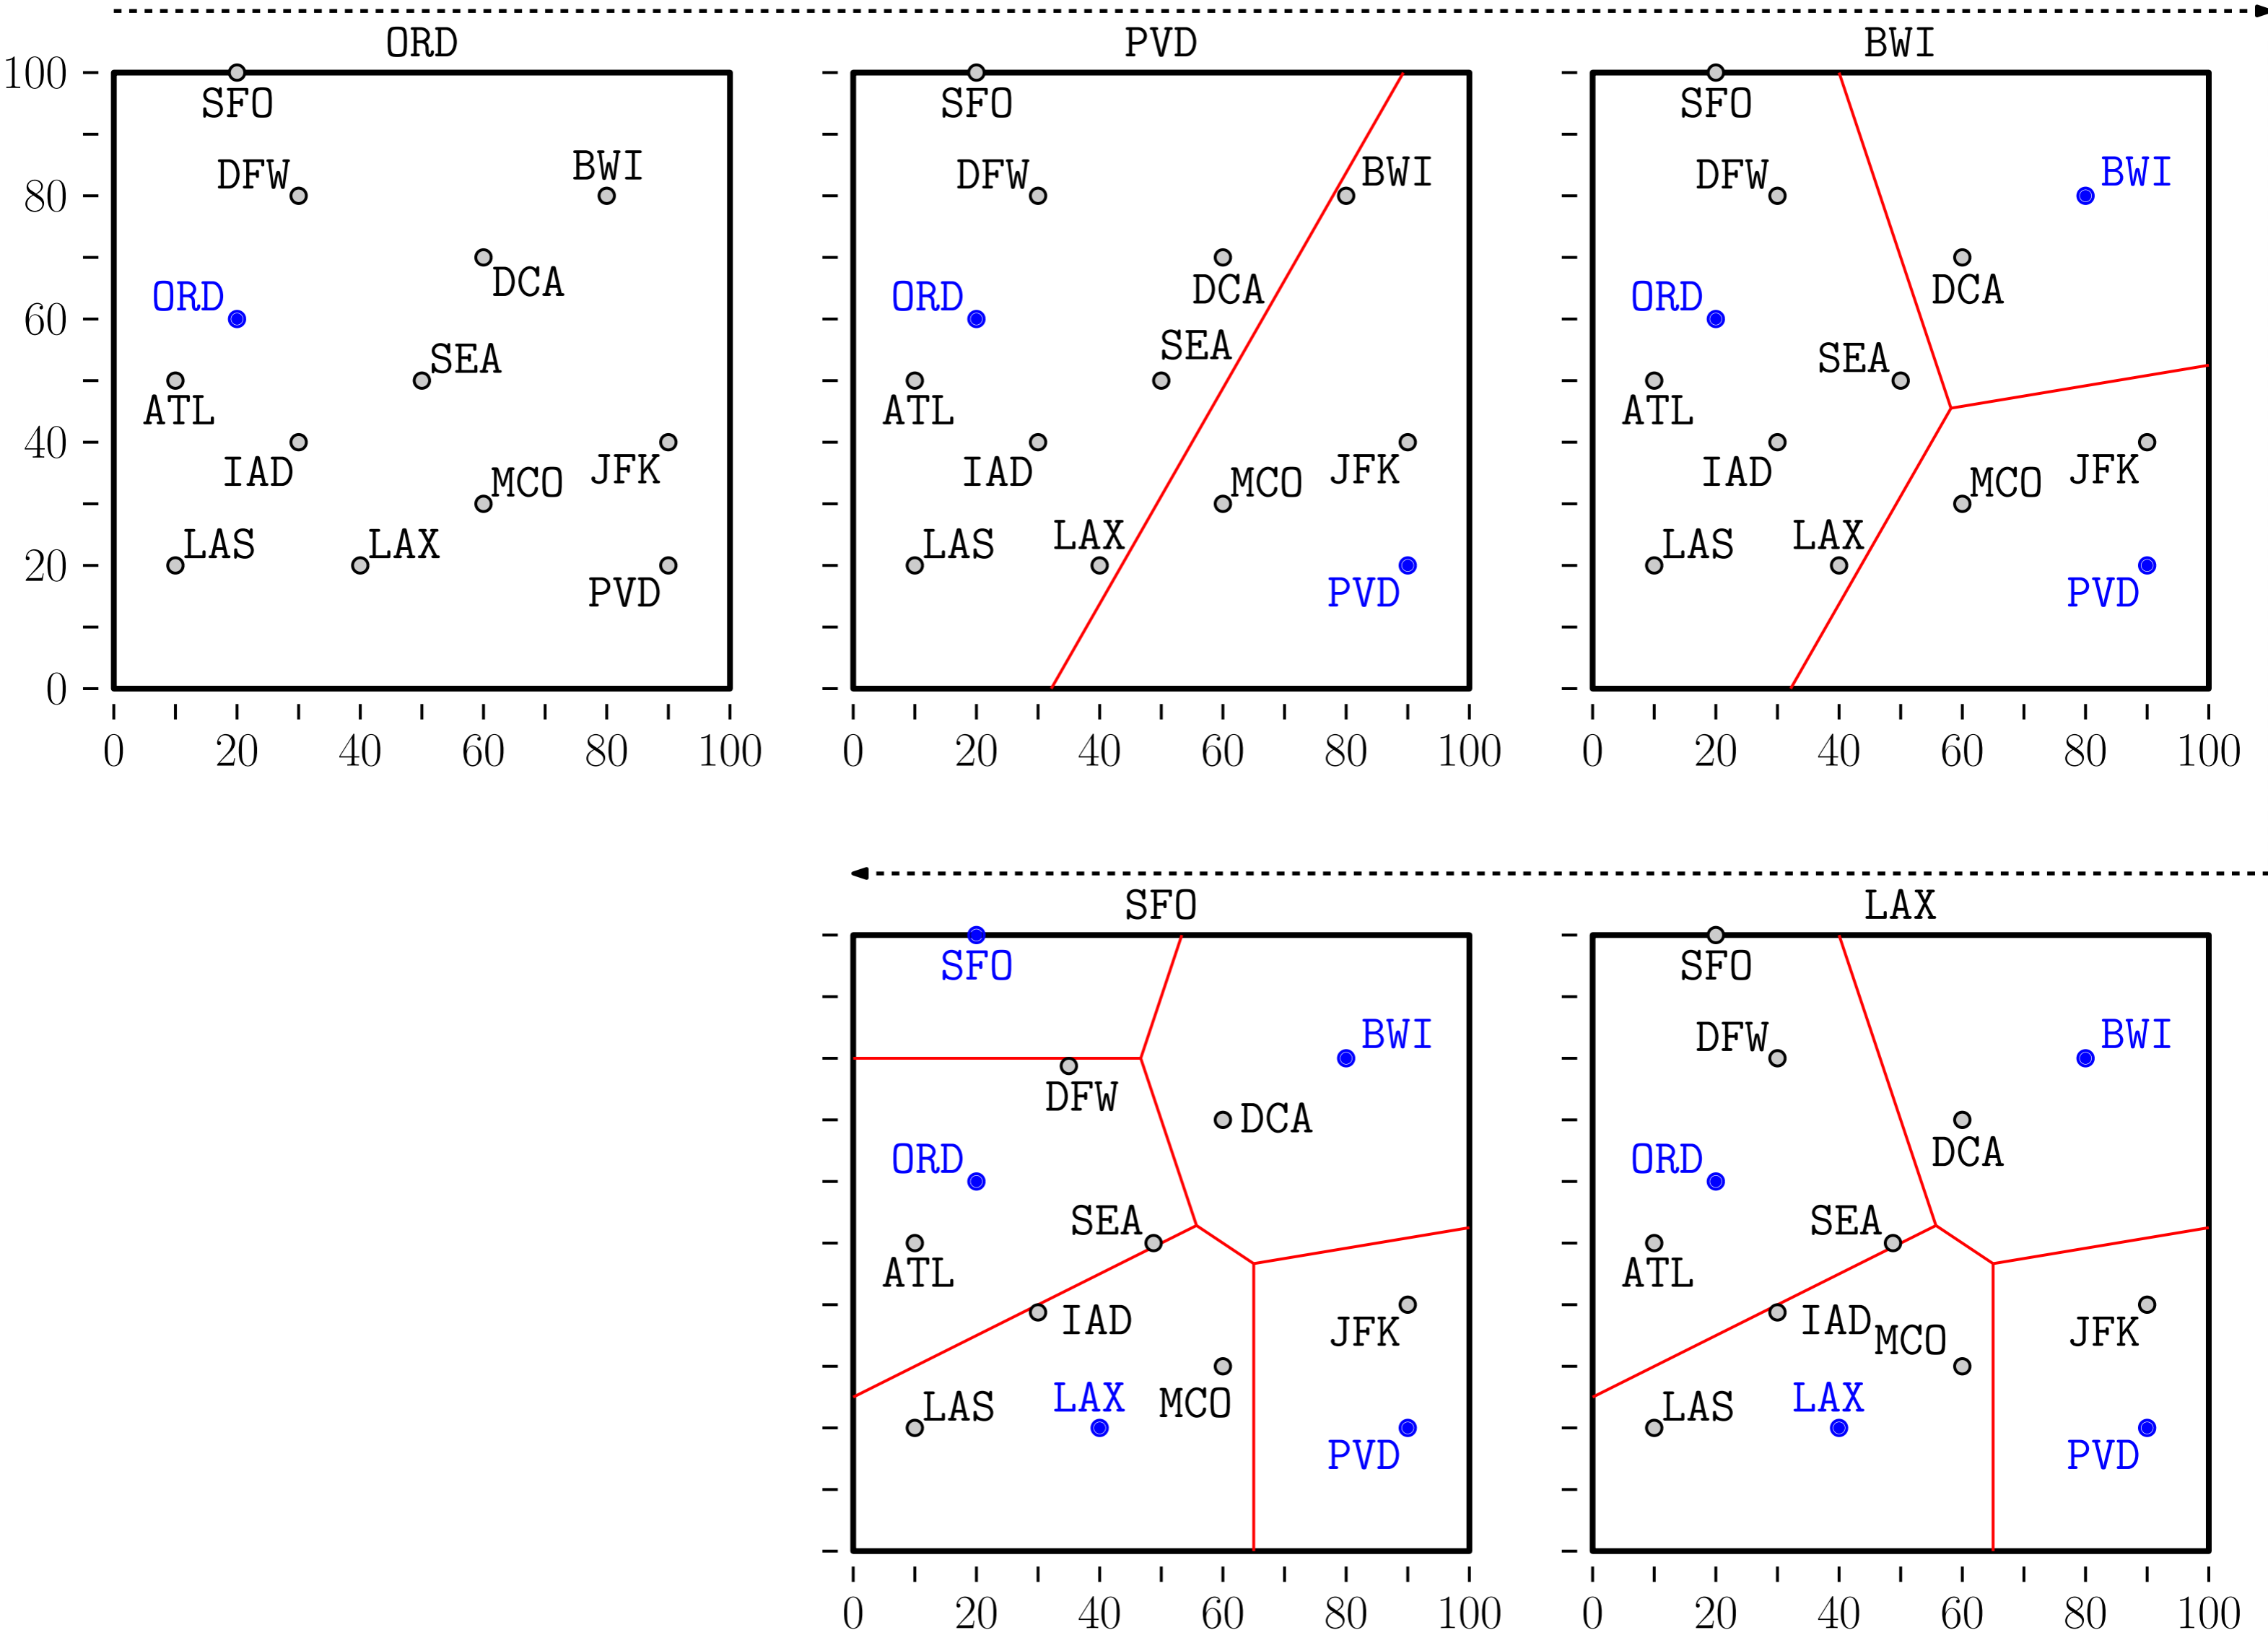 ORD PVD BWI
100 SFO SFO SFO
DFW BWI DFW BWI DFW BWI
80
DCA DCA DCA
ORD ORD ORD
60
SEA SEA SEA
ATL ATL ATL
40
IAD MCO JFK IAD MCO JFK IAD MCO JFK
LAS LAX LAS LAX LAS LAX
20
PVD PVD PVD
0
0 20 40 60 80 100 0 20 40 60 80 100 0 20 40 60 80 100
SFO LAX
SFO SFO
BWI DFW BWI
DFW DCA DCA
ORD ORD
SEA SEA
ATL ATL
IAD JFK IAD MCO JFK
LAS LAX MCO LAS LAX
PVD PVD
0 20 40 60 80 100 0 20 40 60 80 100